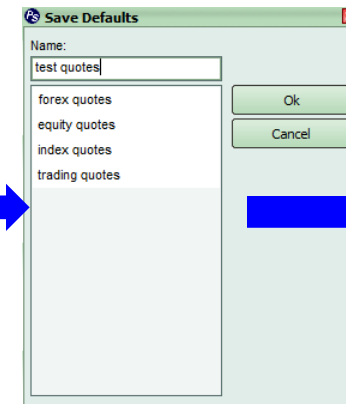 Save Defaults
Name:
test quotes
forex quotes
equity quotes
index quotes
trading quotes
Ok
Cancel